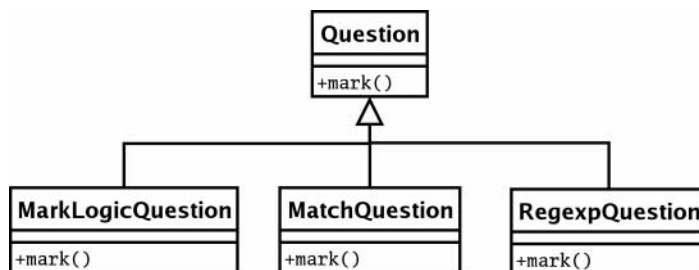 Question
+mark()
MarkLogicQuestion
MatchQuestion
RegexpQuestion
+mark()
+mark()
+mark()